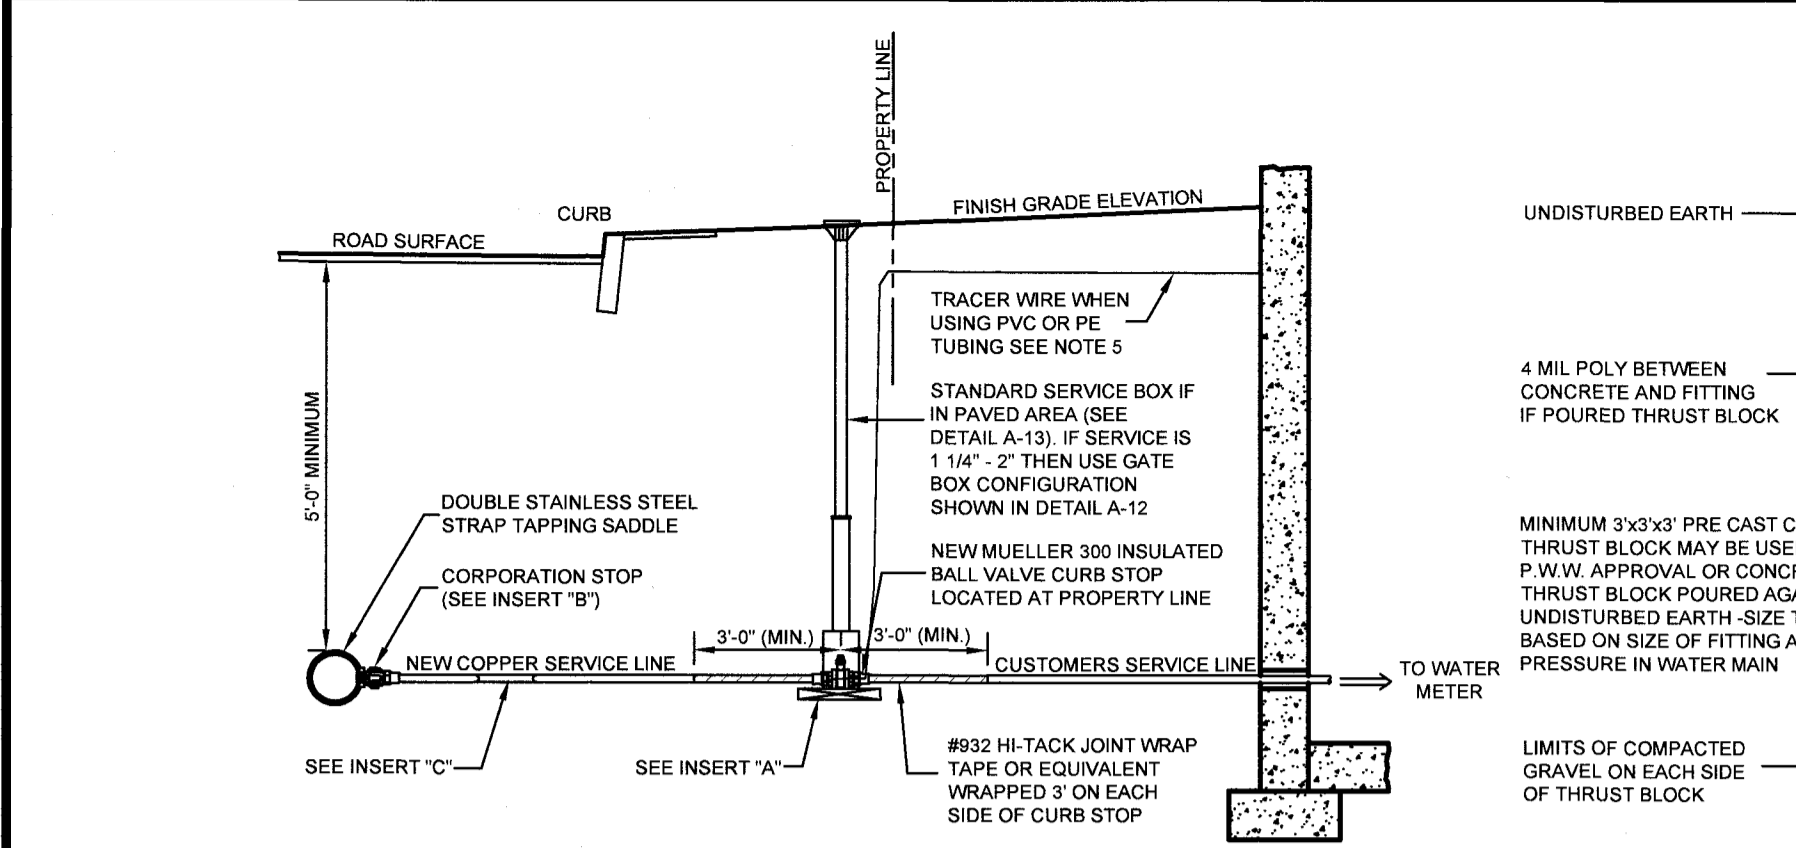 PROPERTY LINE
CURB
ROAD SURFACE
FINISH GRADE ELEVATION
5'-0" MINIMUM
TRACER WIRE WHEN
USING PVC OR PE
TUBING SEE NOTE 5
STANDARD SERVICE BOX IF
IN PAVED AREA (SEE
DETAIL A-13). IF SERVICE IS
1 1/4" - 2" THEN USE GATE
BOX CONFIGURATION
SHOWN IN DETAIL A-12
DOUBLE STAINLESS STEEL
STRAP TAPPING SADDLE
CORPORATION STOP
(SEE INSERT "B")
NEW MUELLER 300 INSULATED
BALL VALVE CURB STOP
LOCATED AT PROPERTY LINE
3'-0" (MIN.)
3'-0" (MIN.)
NEW COPPER SERVICE LINE
CUSTOMERS SERVICE LINE
TO WATER
METER
SEE INSERT "C"
SEE INSERT "A"
#932 HI-TACK JOINT WRAP
TAPE OR EQUIVALENT
WRAPPED 3' ON EACH
SIDE OF CURB STOP
UNDISTURBED EARTH
4 MIL POLY BETWEEN
CONCRETE AND FITTING
IF POURED THRUST BLOCK
MINIMUM 3'x3'x3' PRE CAST C
THRUST BLOCK MAY BE USE
P.W.W. APPROVAL OR CONCR
THRUST BLOCK POURED AGA
UNDISTURBED EARTH -SIZE T
BASED ON SIZE OF FITTING A
PRESSURE IN WATER MAIN
LIMITS OF COMPACTED
GRAVEL ON EACH SIDE
OF THRUST BLOCK